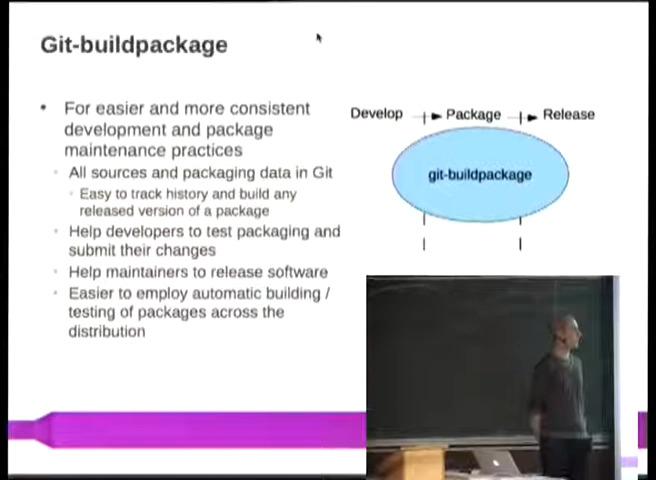 Git-buildpackage
• For easier and more consistent
development and package
maintenance practices
All sources and packaging data in Git
Easy to track history and build any
released version of a package
Help developers to test packaging and
submit their changes
Help maintainers to release software
Easier to employ automatic building /
testing of packages across the
distribution
Develop Package Release
git-buildpackage